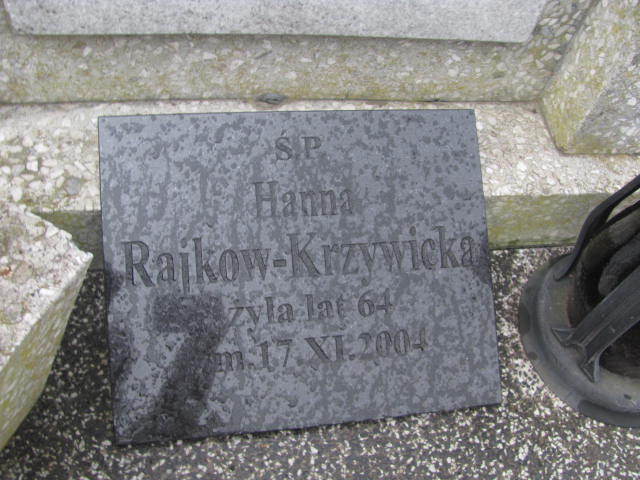 Ś.P.
Hanna
Rajkow-Krzywicka
żyła lat 64
zm. 17 XI.2004